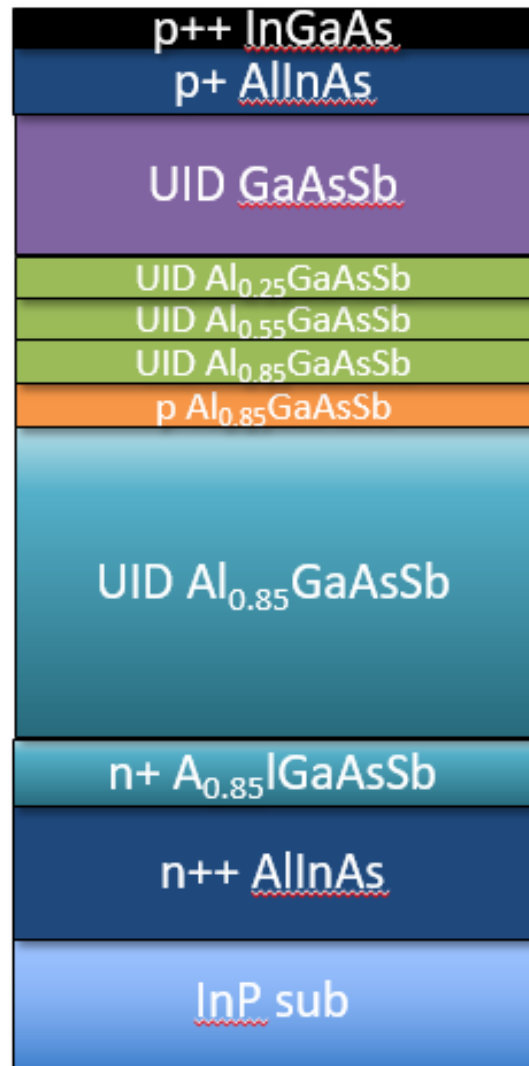 p++ InGaAs
p+ AlInAs
UID GaAsSb
UID Al₀.₂₅GaAsSb
UID Al₀.₅₅GaAsSb
UID Al₀.₈₅GaAsSb
p Al₀.₈₅GaAsSb
UID Al₀.₈₅GaAsSb
n+ A₀.₈₅lGaAsSb
n++ AlInAs
InP sub